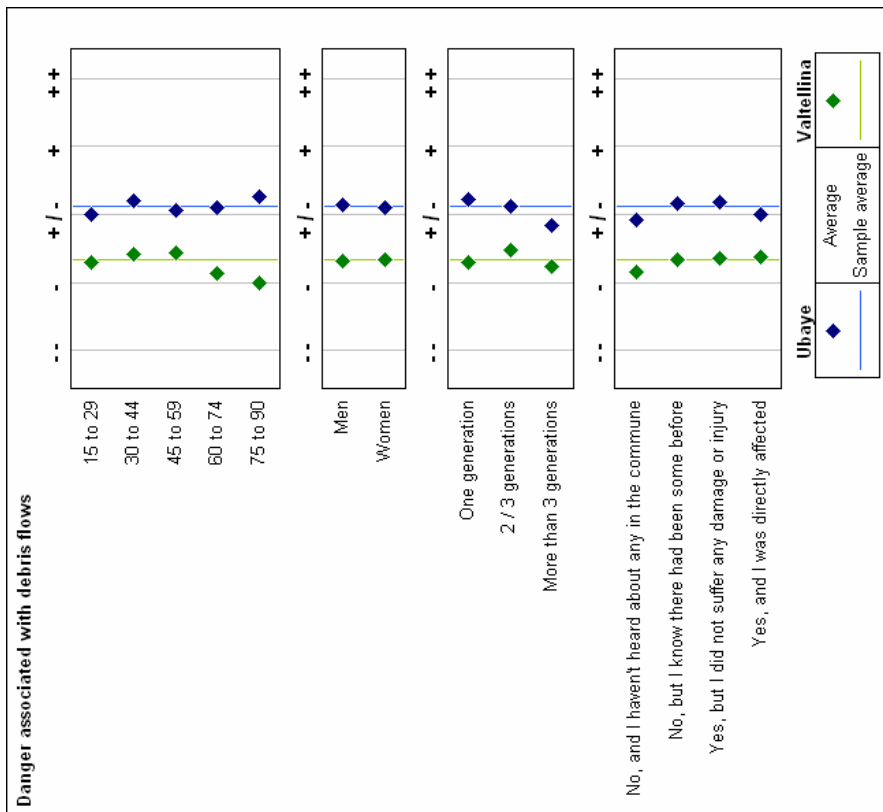 Danger associated with debris flows
- - - + / - + ++
15 to 29
30 to 44
45 to 59
60 to 74
75 to 90
- - - + / - + ++
Men
Women
- - - + / - + ++
One generation
2 / 3 generations
More than 3 generations
- - - + / - + ++
No, and I haven't heard about any in the commune
No, but I know there had been some before
Yes, but I did not suffer any damage or injury
Yes, and I was directly affected
Ubaye Valtellina
Average
Sample average